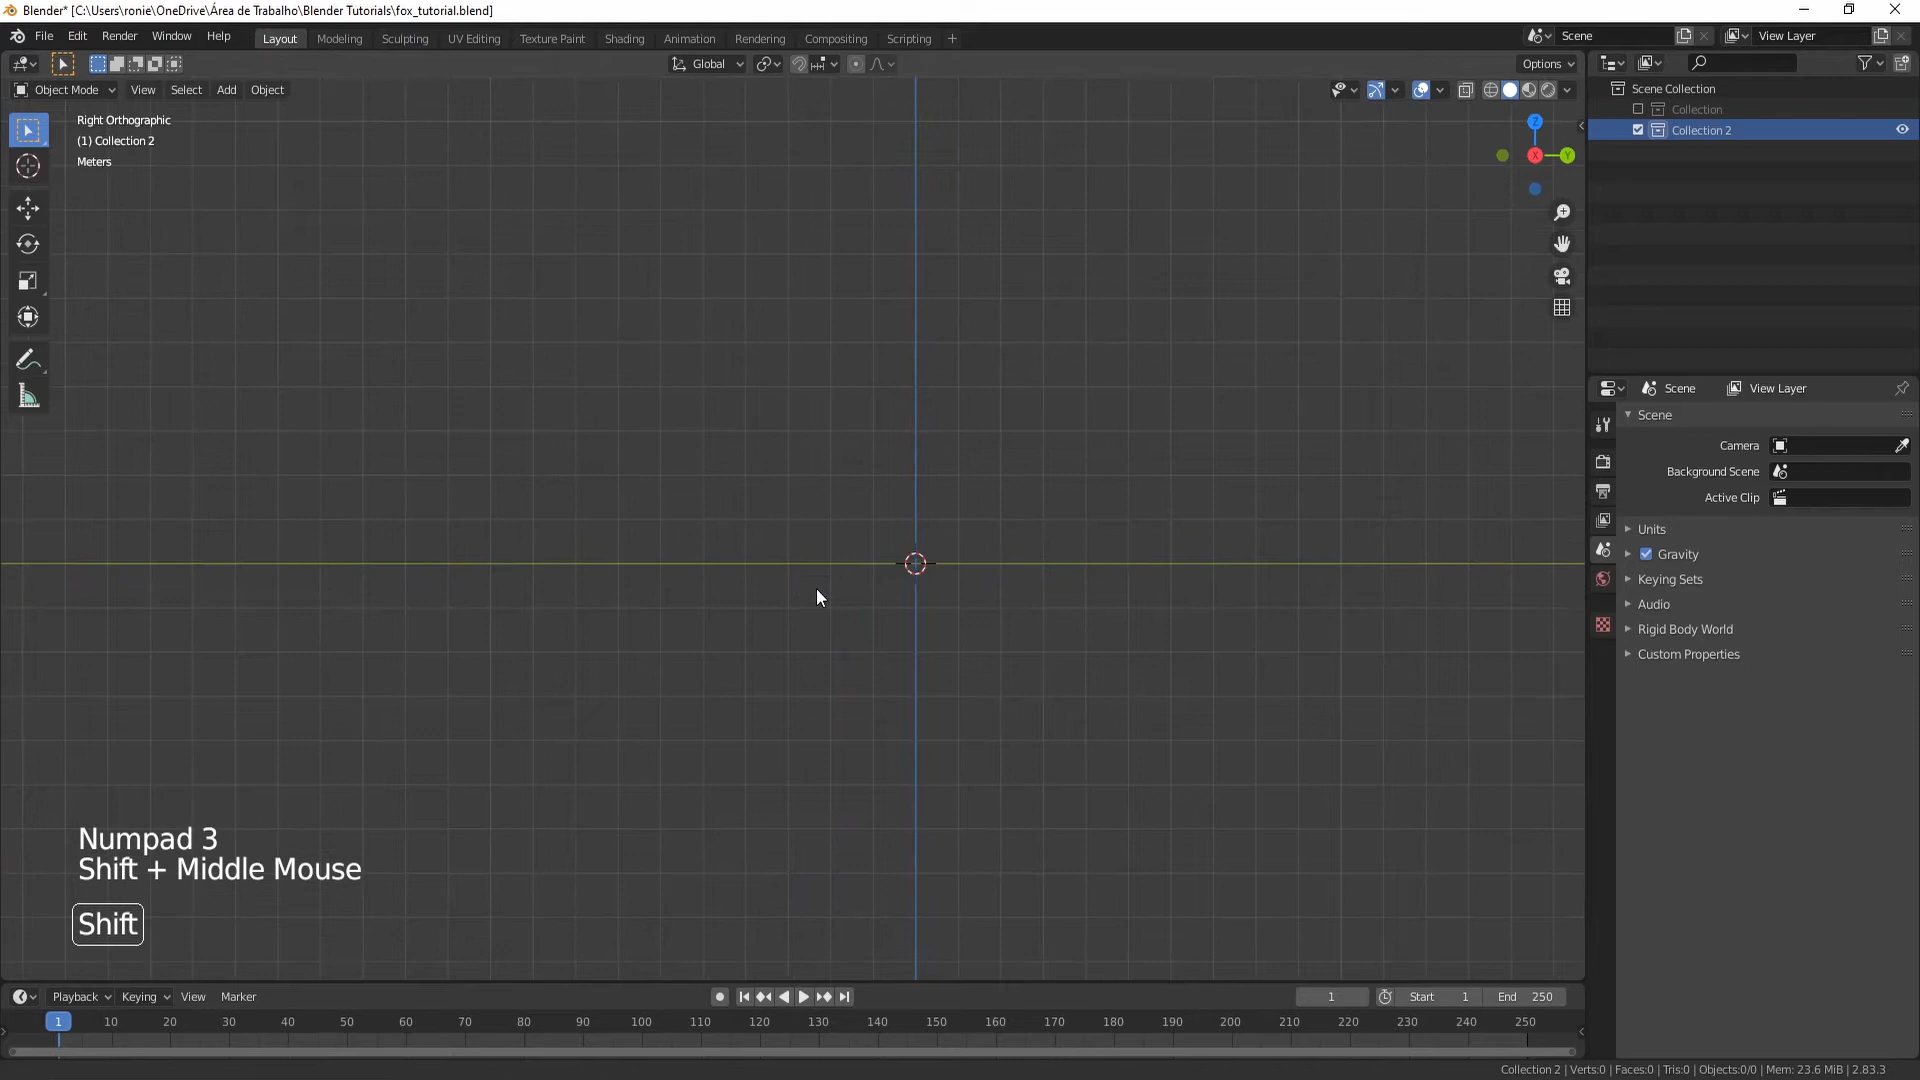 Blender* [C:\Users\ronie\OneDrive\Área de Trabalho\Blender Tutorials\fox_tutorial.blend]
File Edit Render Window Help Layout Modeling Sculpting UV Editing Texture Paint Shading Animation Rendering Compositing Scripting + Scene View Layer
Global Options
Object Mode View Select Add Object
Right Orthographic
(1) Collection 2
Meters
Z
X
Y
Scene Collection
Collection
Collection 2
Scene View Layer
Scene
Camera
Background Scene
Active Clip
Units
Gravity
Keying Sets
Audio
Rigid Body World
Custom Properties
Numpad 3
Shift + Middle Mouse
Shift
Playback Keying View Marker 1 Start 1 End 250
1 10 20 30 40 50 60 70 80 90 100 110 120 130 140 150 160 170 180 190 200 210 220 230 240 250
Collection 2 | Verts:0 | Faces:0 | Tris:0 | Objects:0/0 | Mem: 23.6 MiB | 2.83.3